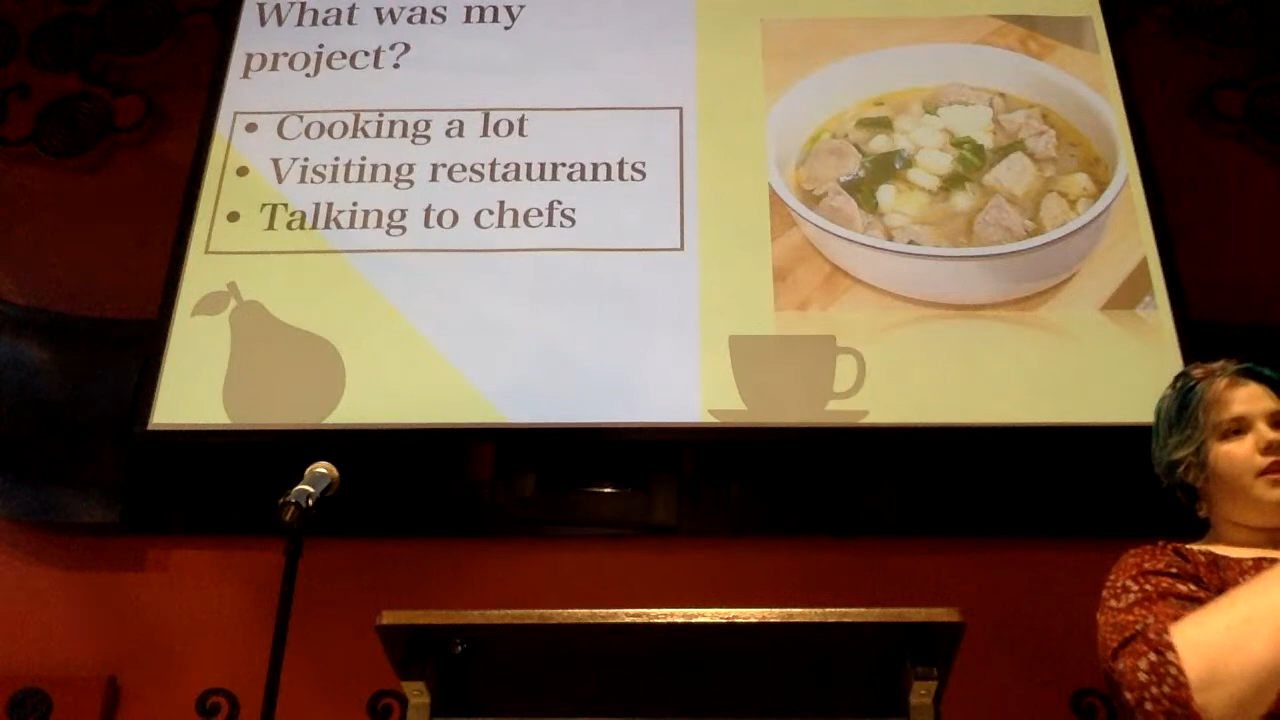 What was my
project?
• Cooking a lot
• Visiting restaurants
• Talking to chefs